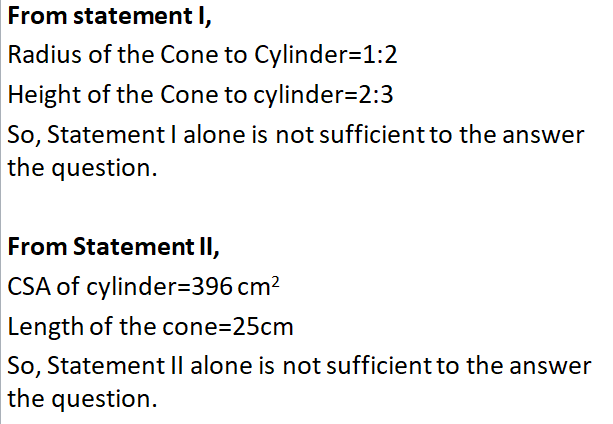 From statement I,
Radius of the Cone to Cylinder=1:2
Height of the Cone to cylinder=2:3
So, Statement I alone is not sufficient to the answer
the question.
From Statement II,
CSA of cylinder=396 cm²
Length of the cone=25cm
So, Statement II alone is not sufficient to the answer
the question.